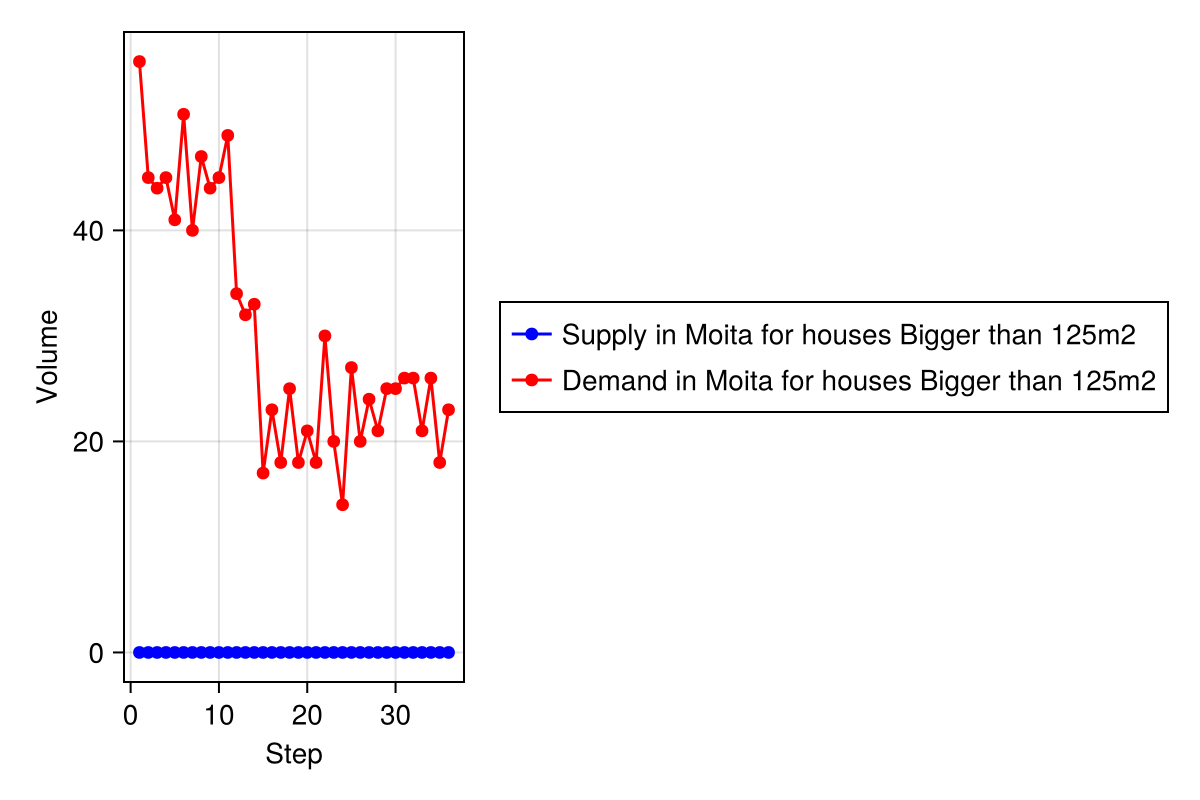 Volume
40
20
0
0 10 20 30
Step
Supply in Moita for houses Bigger than 125m2
Demand in Moita for houses Bigger than 125m2